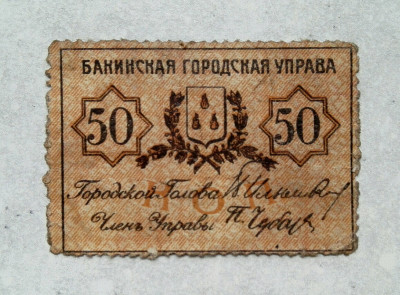 БАКИНСКАЯ ГОРОДСКАЯ УПРАВА
50 50
Городской Голова
Членъ Управы